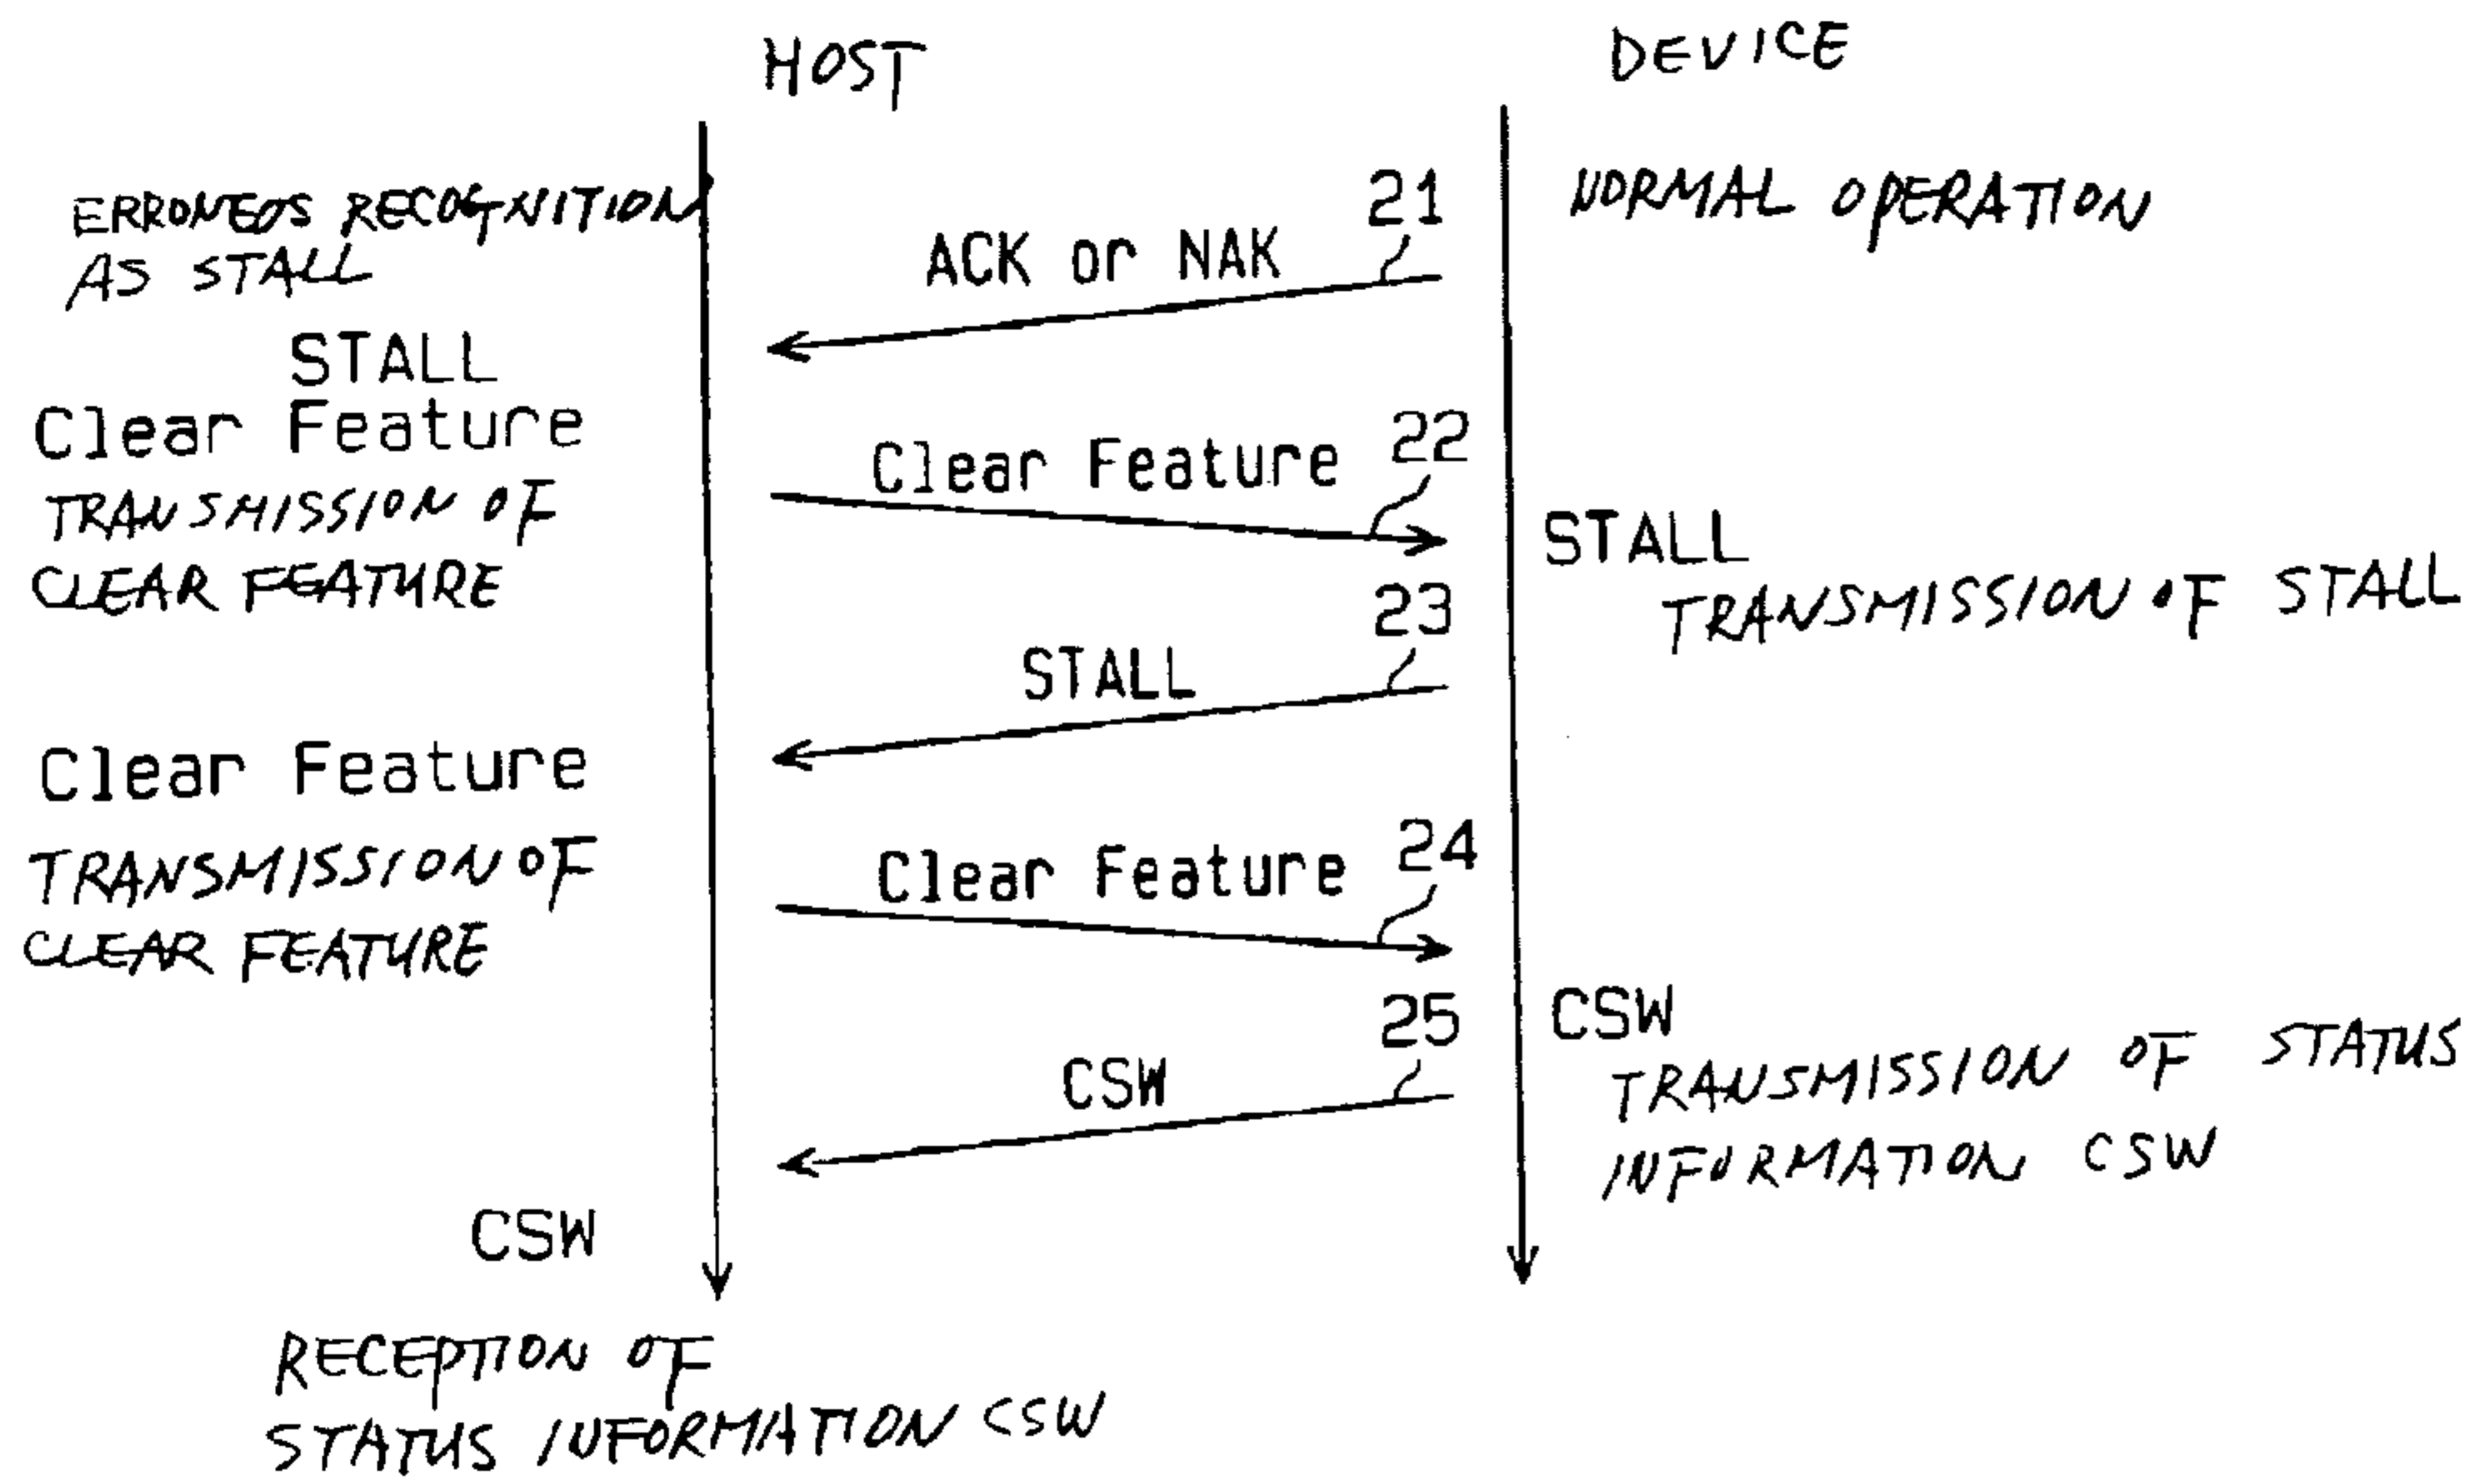 HOST
DEVICE
ERRONEOS RECOGNITION
AS STALL
21
NORMAL OPERATION
ACK or NAK
STALL
Clear Feature
TRANSMISSION OF
CLEAR FEATURE
22
Clear Feature
STALL
TRANSMISSION OF STALL
23
STALL
Clear Feature
TRANSMISSION OF
CLEAR FEATURE
24
Clear Feature
25
CSW
TRANSMISSION OF STATUS
INFORMATION CSW
CSW
CSW
RECEPTION OF
STATUS INFORMATION CSW